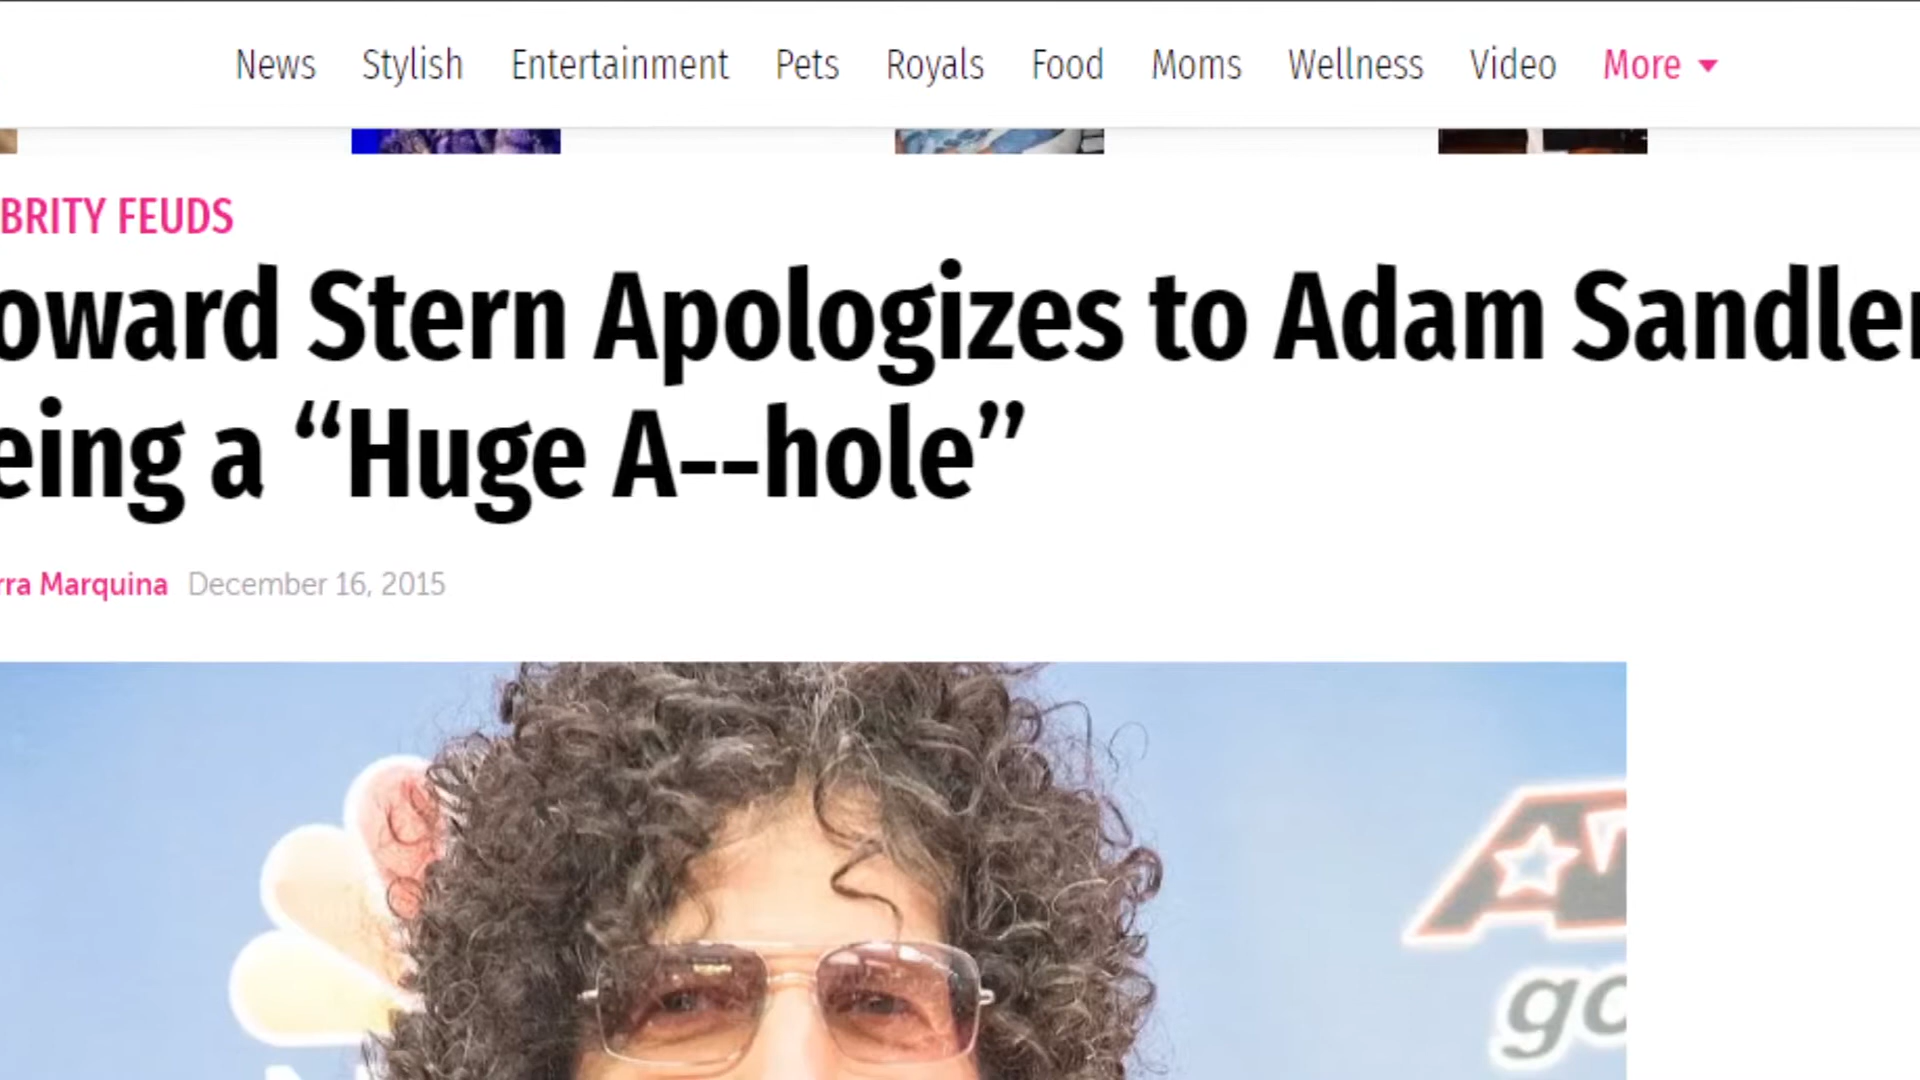 News Stylish Entertainment Pets Royals Food Moms Wellness Video More
BRITY FEUDS
oward Stern Apologizes to Adam Sandler
eing a “Huge A--hole”
rra Marquina December 16, 2015
go